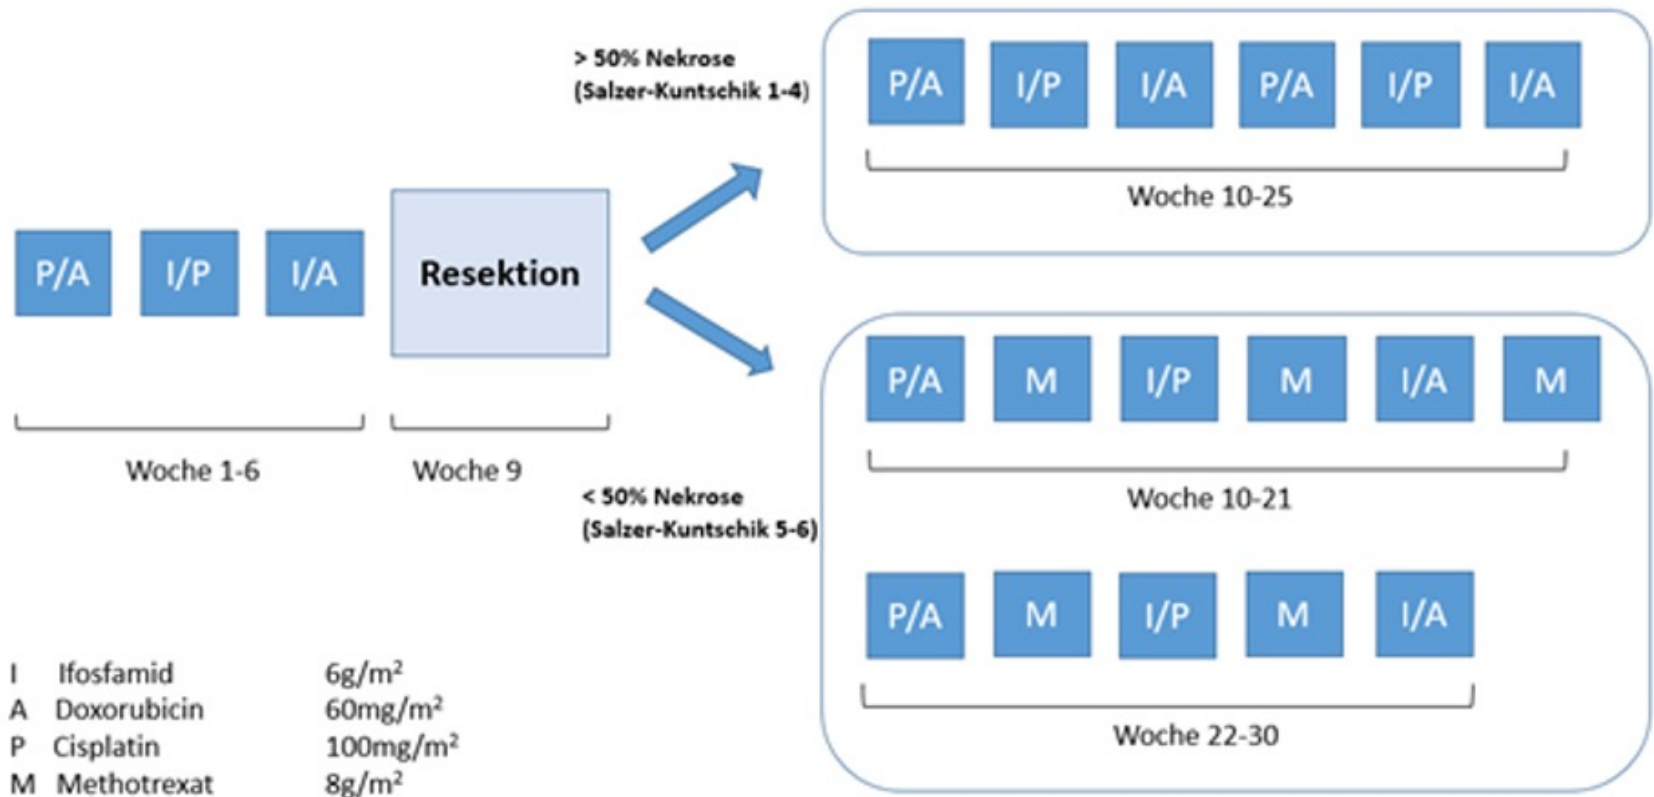 > 50% Nekrose
(Salzer-Kuntschik 1-4)
P/A I/P I/A P/A I/P I/A
Woche 10-25
P/A I/P I/A
Resektion
Woche 1-6
Woche 9
< 50% Nekrose
(Salzer-Kuntschik 5-6)
P/A M I/P M I/A M
Woche 10-21
P/A M I/P M I/A
Woche 22-30
I Ifosfamid 6g/m²
A Doxorubicin 60mg/m²
P Cisplatin 100mg/m²
M Methotrexat 8g/m²